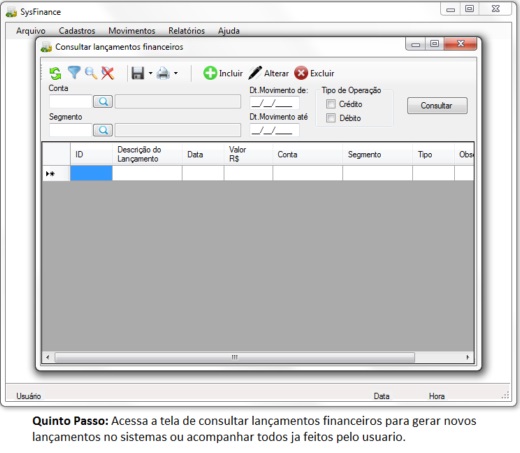 SysFinance
Arquivo Cadastros Movimentos Relatórios Ajuda
Consultar lançamentos financeiros
Incluir Alterar Excluir
Conta Dt.Movimento de: Tipo de Operação
__/__/____ Crédito Consultar
Segmento Dt.Movimento até Débito
__/__/____
ID Descrição do Lançamento Data Valor R$ Conta Segmento Tipo Obse
Usuário Data Hora
Quinto Passo: Acessa a tela de consultar lançamentos financeiros para gerar novos
lançamentos no sistemas ou acompanhar todos ja feitos pelo usuario.